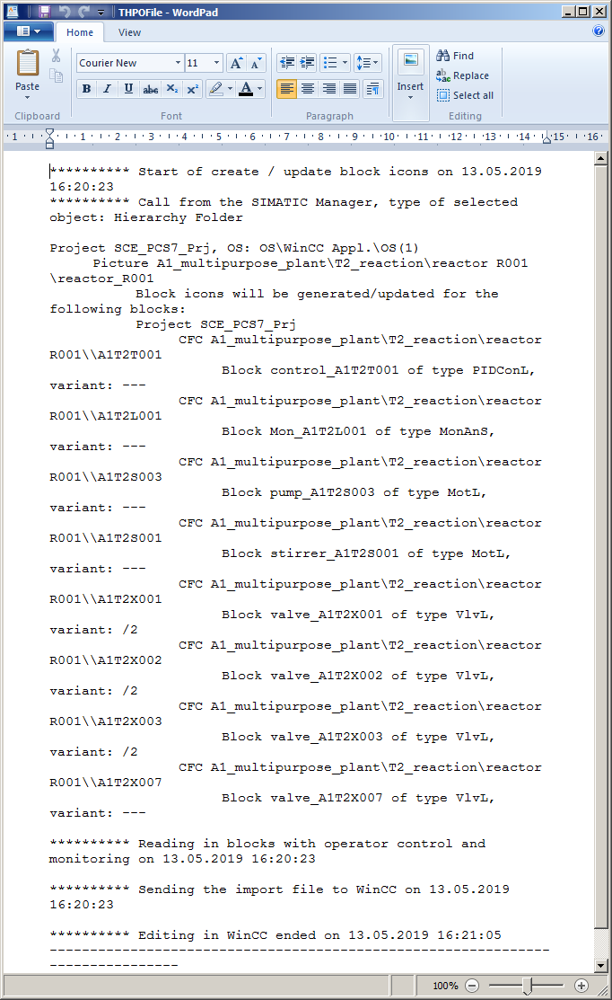 THPOFile - WordPad
Home
View
Paste
Clipboard
Courier New
11
A
A
B
I
U
abc
X2
X2
A
Font
Paragraph
Insert
Find
Replace
Select all
Editing
1 1 2 3 4 5 6 7 8 9 10 11 12 13 14 15 16
********** Start of create / update block icons on 13.05.2019
16:20:23
********** Call from the SIMATIC Manager, type of selected
object: Hierarchy Folder
Project SCE_PCS7_Prj, OS: OS\WinCC Appl.\OS(1)
Picture A1_multipurpose_plant\T2_reaction\reactor R001
\reactor_R001
Block icons will be generated/updated for the
following blocks:
Project SCE_PCS7_Prj
CFC A1_multipurpose_plant\T2_reaction\reactor
R001\\A1T2T001
Block control_A1T2T001 of type PIDConL,
variant: ---
CFC A1_multipurpose_plant\T2_reaction\reactor
R001\\A1T2L001
Block Mon_A1T2L001 of type MonAnS,
variant: ---
CFC A1_multipurpose_plant\T2_reaction\reactor
R001\\A1T2S003
Block pump_A1T2S003 of type MotL,
variant: ---
CFC A1_multipurpose_plant\T2_reaction\reactor
R001\\A1T2S001
Block stirrer_A1T2S001 of type MotL,
variant: ---
CFC A1_multipurpose_plant\T2_reaction\reactor
R001\\A1T2X001
Block valve_A1T2X001 of type VlvL,
variant: /2
CFC A1_multipurpose_plant\T2_reaction\reactor
R001\\A1T2X002
Block valve_A1T2X002 of type VlvL,
variant: /2
CFC A1_multipurpose_plant\T2_reaction\reactor
R001\\A1T2X003
Block valve_A1T2X003 of type VlvL,
variant: /2
CFC A1_multipurpose_plant\T2_reaction\reactor
R001\\A1T2X007
Block valve_A1T2X007 of type VlvL,
variant: ---
********** Reading in blocks with operator control and
monitoring on 13.05.2019 16:20:23
********** Sending the import file to WinCC on 13.05.2019
16:20:23
********** Editing in WinCC ended on 13.05.2019 16:21:05
--------------------------------------------------------------
----------------
100%